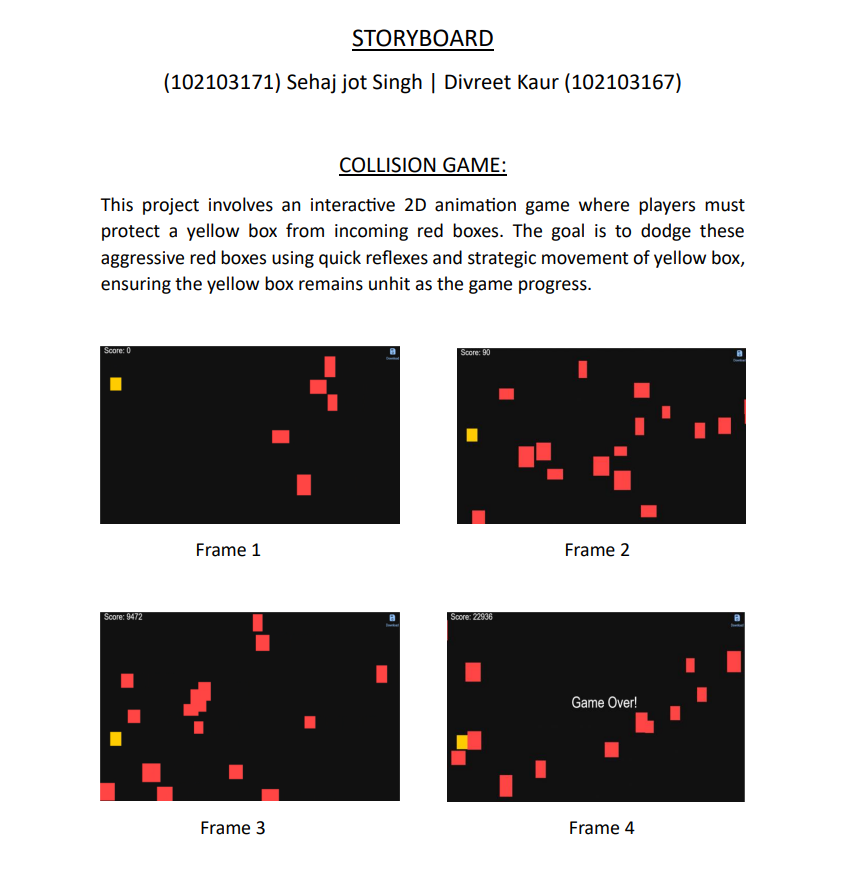 STORYBOARD
(102103171) Sehaj jot Singh | Divreet Kaur (102103167)
COLLISION GAME:
This project involves an interactive 2D animation game where players must
protect a yellow box from incoming red boxes. The goal is to dodge these
aggressive red boxes using quick reflexes and strategic movement of yellow box,
ensuring the yellow box remains unhit as the game progress.
Score: 0
Score: 90
Frame 1
Frame 2
Score: 9472
Score: 22936
Game Over!
Frame 3
Frame 4